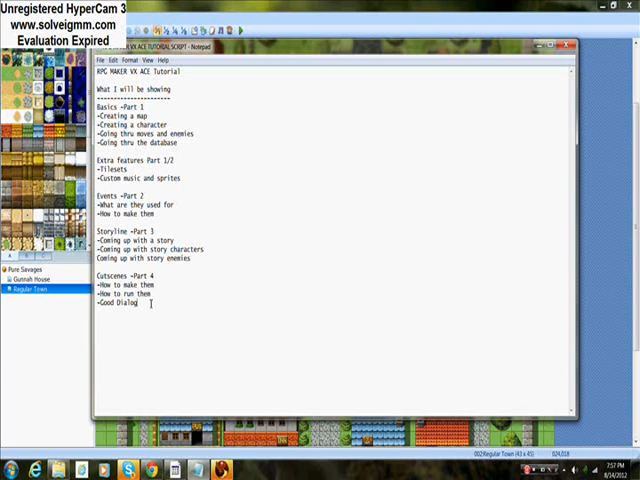 Unregistered HyperCam 3
www.solveigmm.com
Evaluation Expired
MAKER VX ACE TUTORIAL SCRIPT - Notepad
File Edit Format View Help
RPG MAKER VX ACE Tutorial
What I will be showing
-----------------------
Basics -Part 1
-Creating a map
-Creating a character
-Going thru moves and enemies
-Going thru the database
Extra features Part 1/2
-Tilesets
-Custom music and sprites
Events -Part 2
-What are they used for
-How to make them
Storyline -Part 3
-Coming up with a story
-Coming up with story characters
Coming up with story enemies
Cutscenes -Part 4
-How to make them
-How to run them
-Good Dialog
A B C D
Pure Savages
Gunnah House
Regular Town
002:Regular Town (43 x 45)
024,018
7:57 PM
8/14/2012